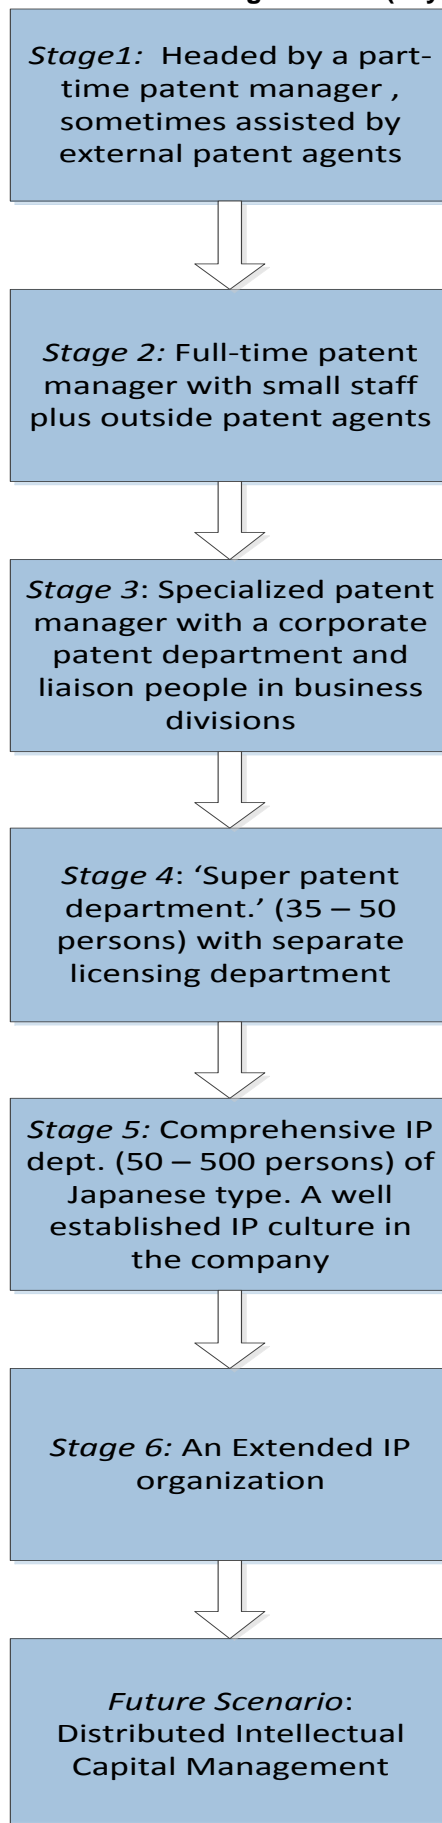 Stage1: Headed by a part-
time patent manager ,
sometimes assisted by
external patent agents
Stage 2: Full-time patent
manager with small staff
plus outside patent agents
Stage 3: Specialized patent
manager with a corporate
patent department and
liaison people in business
divisions
Stage 4: ‘Super patent
department.’ (35 – 50
persons) with separate
licensing department
Stage 5: Comprehensive IP
dept. (50 – 500 persons) of
Japanese type. A well
established IP culture in
the company
Stage 6: An Extended IP
organization
Future Scenario:
Distributed Intellectual
Capital Management